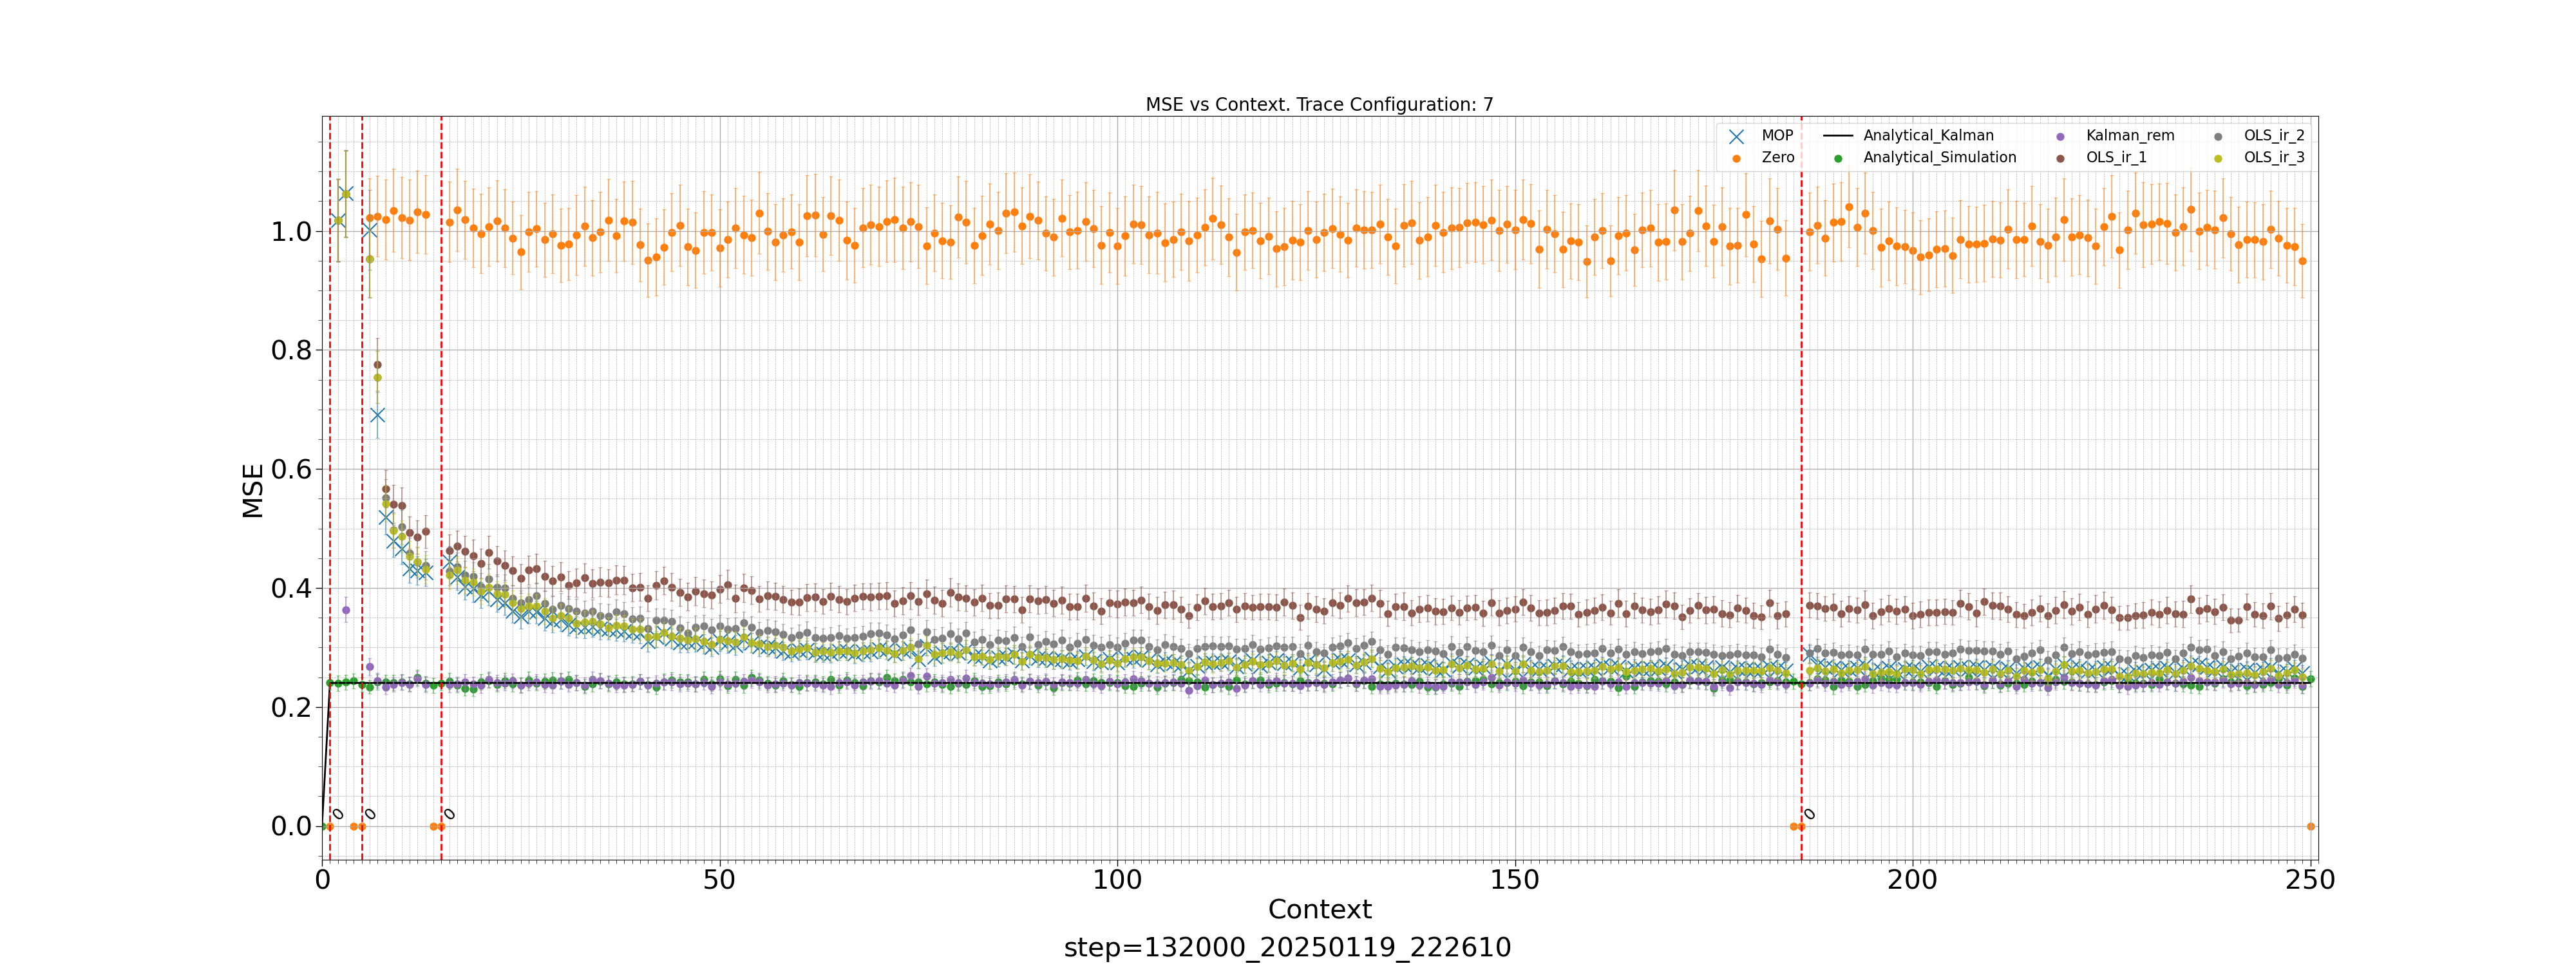 MSE vs Context. Trace Configuration: 7
MOP
Zero
Analytical_Kalman
Analytical_Simulation
Kalman_rem
OLS_ir_1
OLS_ir_2
OLS_ir_3
MSE
1.0
0.8
0.6
0.4
0.2
0.0
0 0 0 0
0 50 100 150 200 250
Context
step=132000_20250119_222610